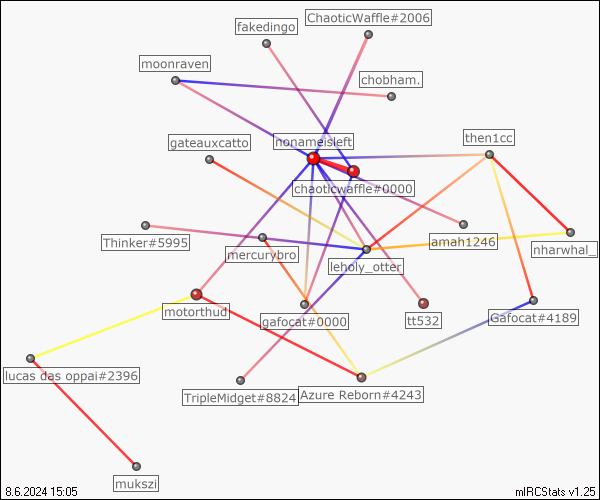 ChaoticWaffle#2006
fakedingo
moonraven
chobham.
then1cc
gateauxcatto
nonameisleft
chaoticwaffle#0000
Thinker#5995
amah1246
nharwhal_
mercurybro
leholy_otter
motorthud
gafocat#0000
tt532
Gafocat#4189
lucas das oppai#2396
TripleMidget#8824
Azure Reborn#4243
mukszi
8.6.2024 15:05
mIRCStats v1.25